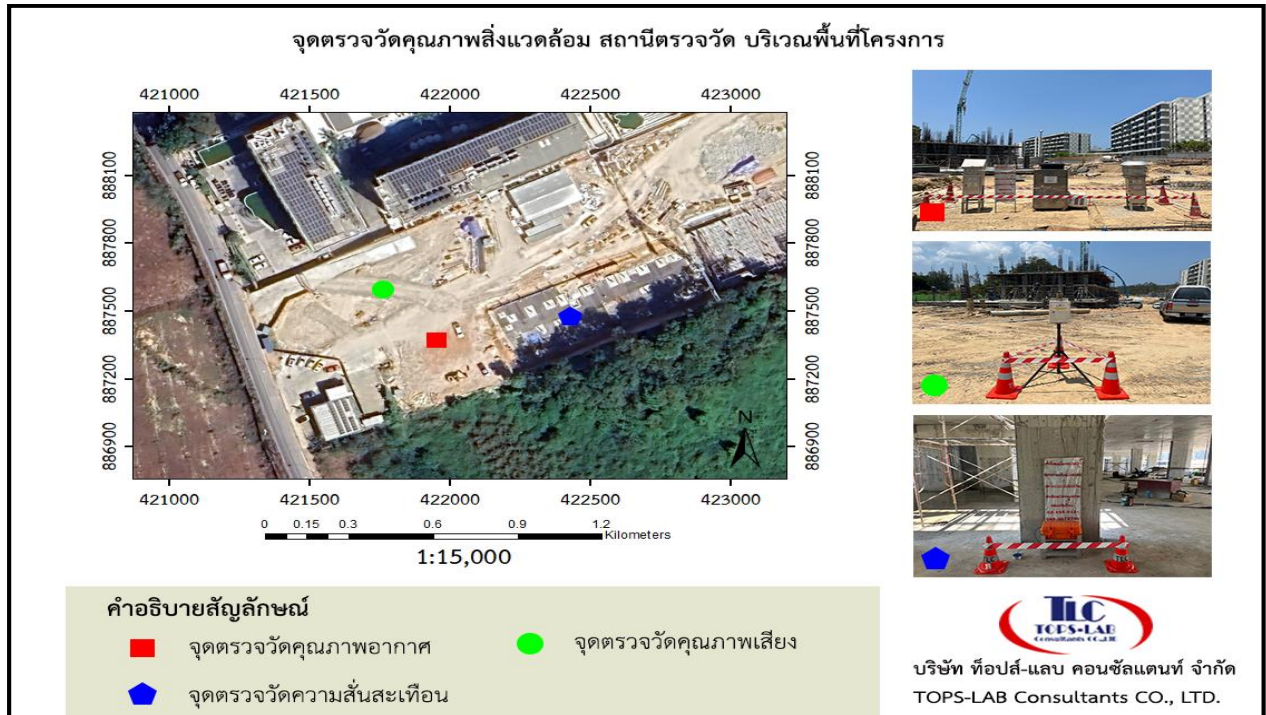 จุดตรวจวัดคุณภาพสิ่งแวดล้อม สถานีตรวจวัด บริเวณพื้นที่โครงการ
421000 421500 422000 422500 423000
888100 888100
887800 887800
887500 887500
887200 887200
886900 886900
N
421000 421500 422000 422500 423000
0 0.15 0.3 0.6 0.9 1.2
Kilometers
1:15,000
คำอธิบายสัญลักษณ์
จุดตรวจวัดคุณภาพอากาศ
จุดตรวจวัดคุณภาพเสียง
จุดตรวจวัดความสั่นสะเทือน
TLC
TOPS-LAB
Consultants CO.,LTD.
บริษัท ท็อปส์-แลบ คอนซัลแตนท์ จำกัด
TOPS-LAB Consultants CO., LTD.